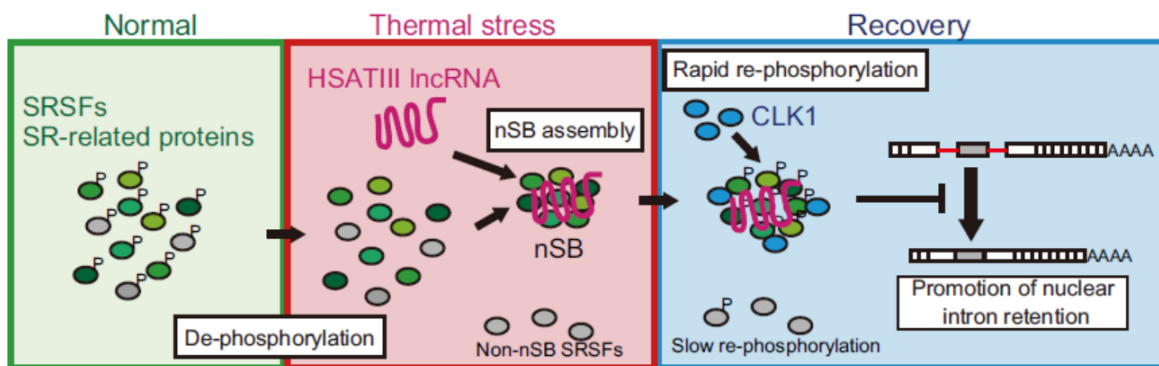 Normal
Thermal stress
Recovery
SRSFs
SR-related proteins
P
P
P
P
P
P
P
P
P
P
De-phosphorylation
HSATIII lncRNA
nSB assembly
nSB
Non-nSB SRSFs
Rapid re-phosphorylation
CLK1
P
P
P
P
P
P
P
Slow re-phosphorylation
AAAA
AAAA
Promotion of nuclear
intron retention